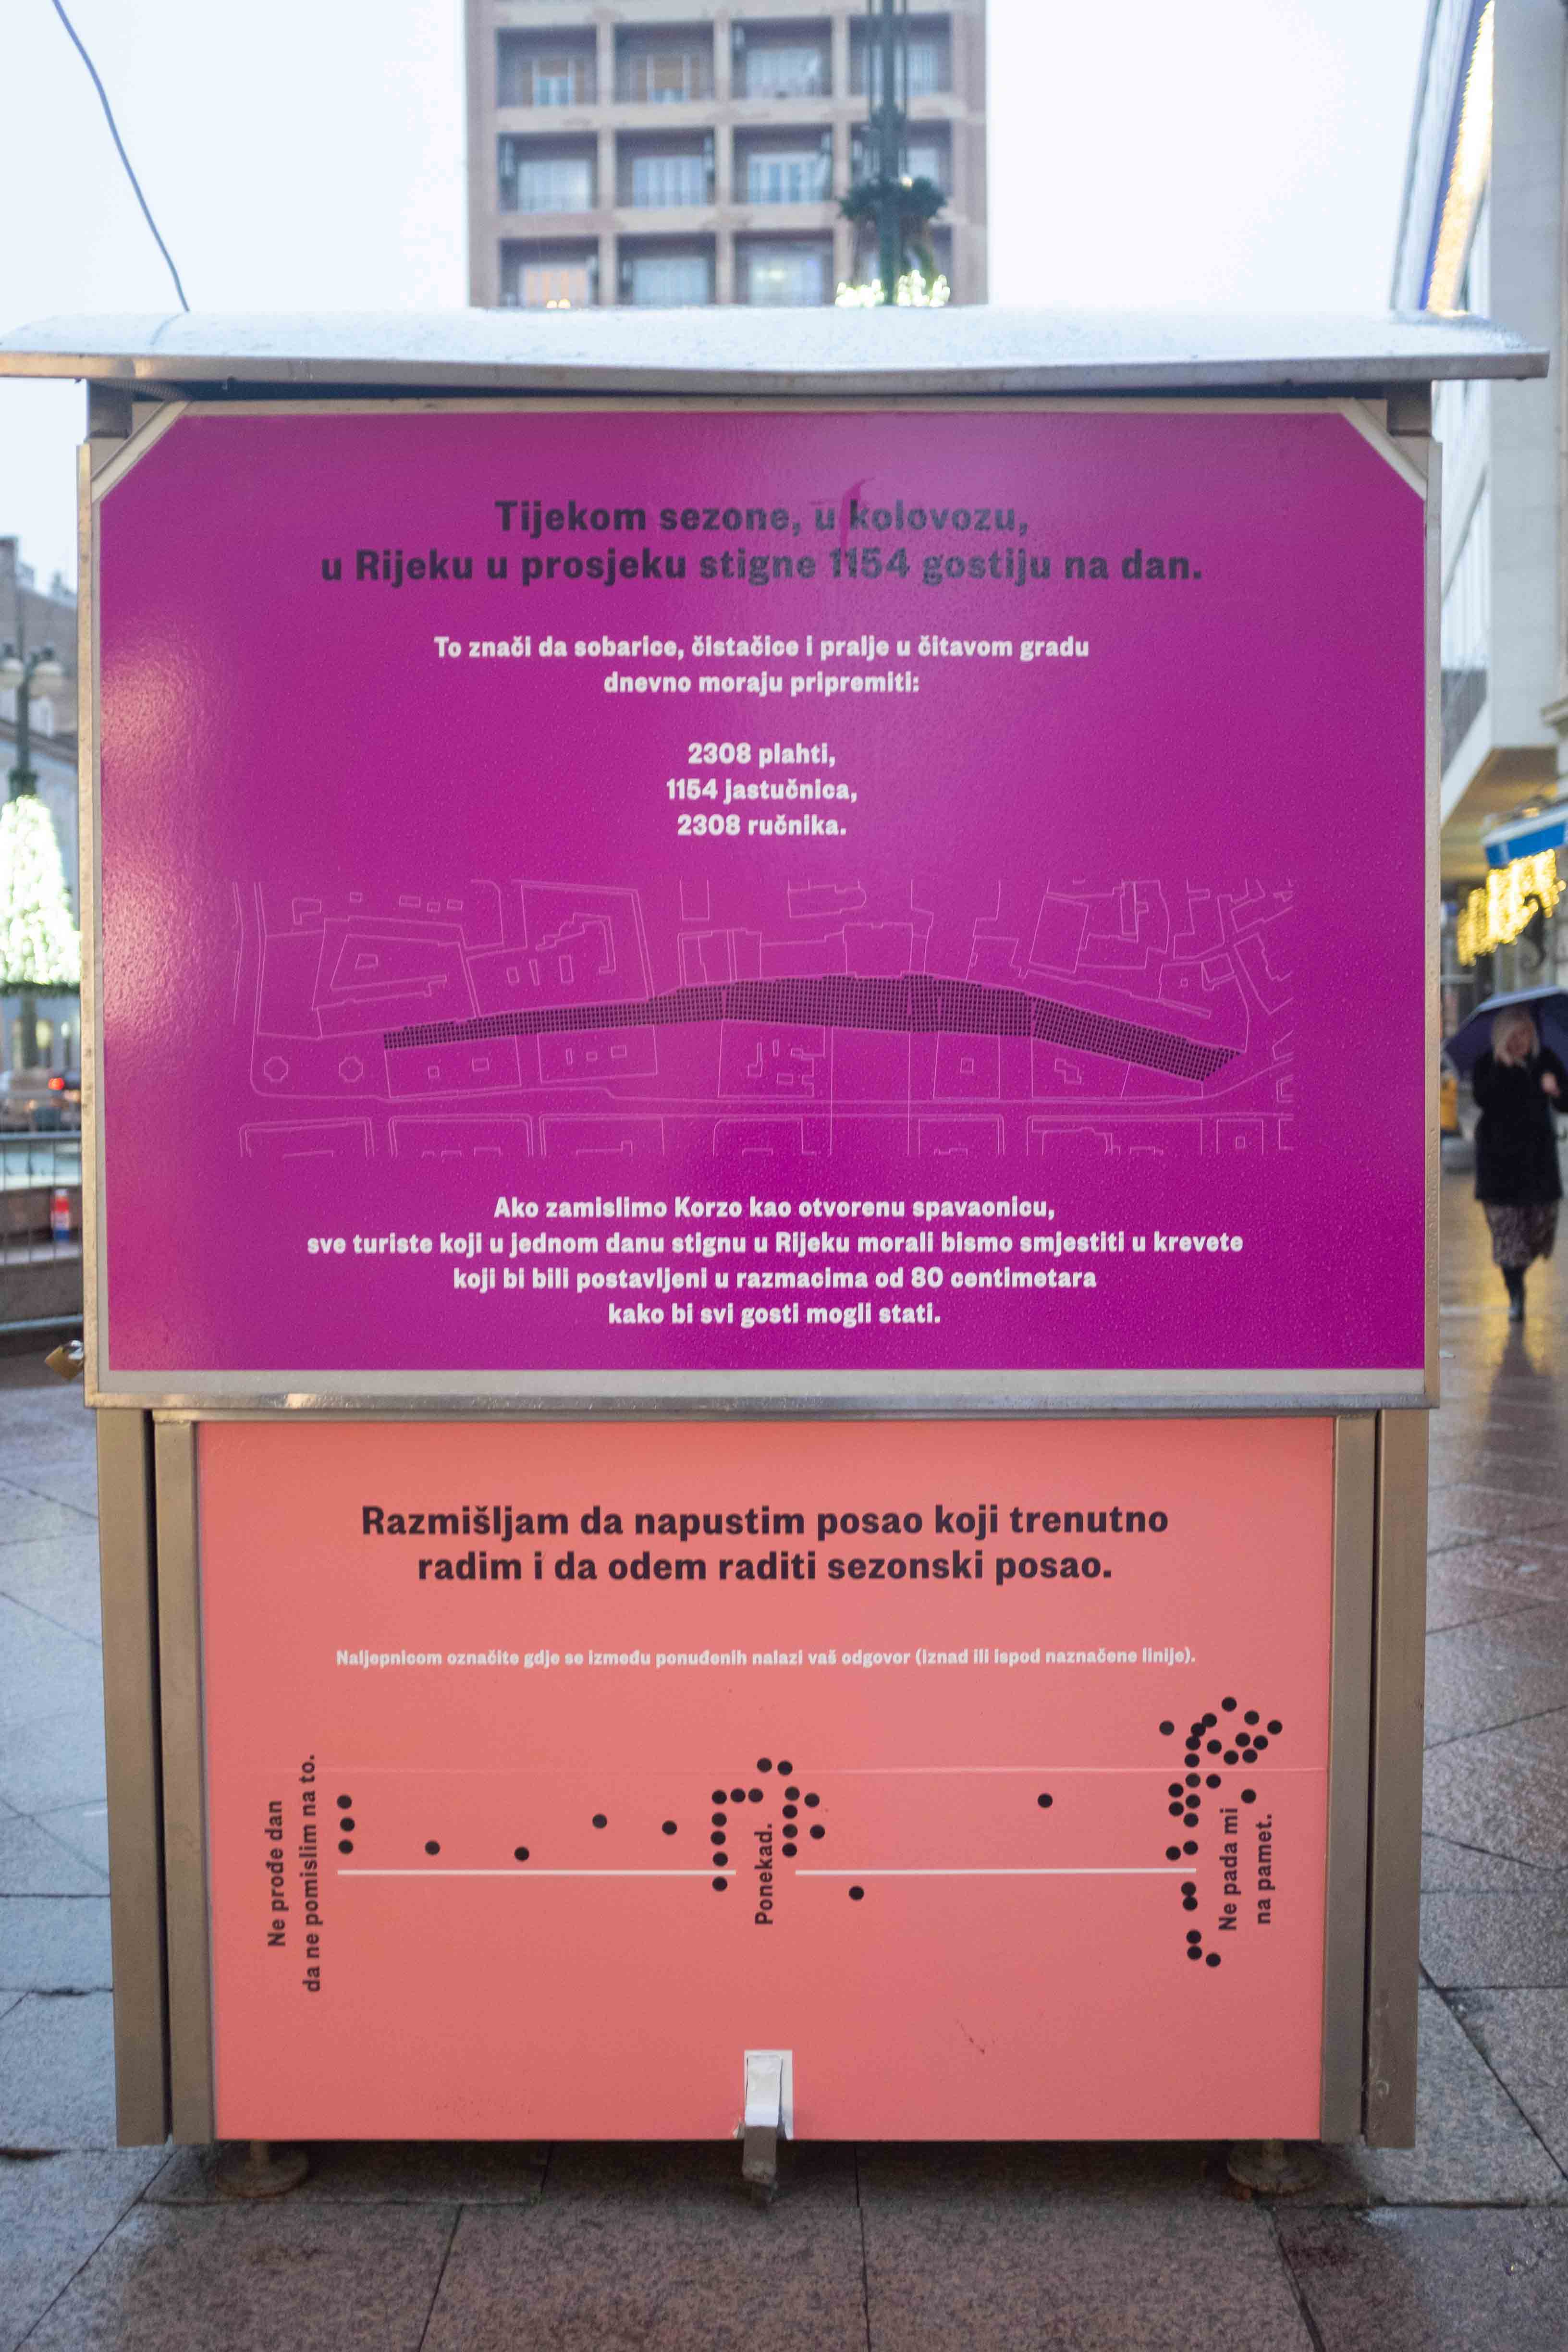 Tijekom sezone, u kolovozu,
u Rijeku u prosjeku stigne 1154 gostiju na dan.
To znači da sobarice, čistačice i pralje u čitavom gradu
dnevno moraju pripremiti:
2308 plahti,
1154 jastučnica,
2308 ručnika.
Ako zamislimo Korzo kao otvorenu spavaonicu,
sve turiste koji u jednom danu stignu u Rijeku morali bismo smjestiti u krevete
koji bi bili postavljeni u razmacima od 80 centimetara
kako bi svi gosti mogli stati.
Razmišljam da napustim posao koji trenutno
radim i da odem raditi sezonski posao.
Naljepnicom označite gdje se između ponuđenih nalazi vaš odgovor (iznad ili ispod naznačene linije).
Ne prođe dan
da ne pomislim na to.
Ponekad.
Ne pada mi
na pamet.